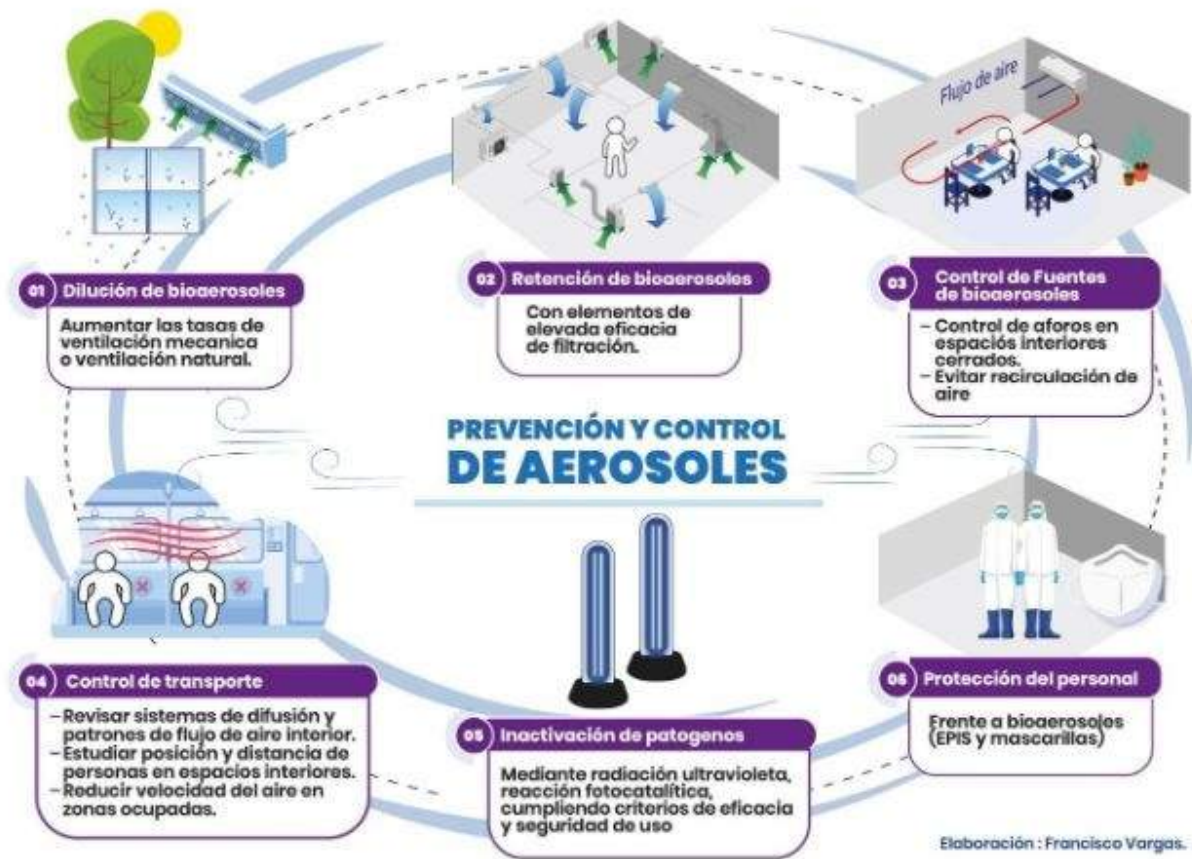 Flujo de aire
01 Dilución de bioaerosoles
Aumentar las tasas de
ventilación mecanica
o ventilación natural.
02 Retención de bioaerosoles
Con elementos de
elevada eficacia
de filtración.
03 Control de Fuentes
de bioaerosoles
– Control de aforos en
espaciós interiores
cerrados.
– Evitar recirculación de
aire
PREVENCIÓN Y CONTROL
DE AEROSOLES
04 Control de transporte
– Revisar sistemas de difusión y
patrones de flujo de aire interior.
– Estudiar posición y distancia de
personas en espacios interiores.
– Reducir velocidad del aire en
zonas ocupadas.
05 Inactivación de patogenos
Mediante radiación ultravioleta,
reacción fotocatalítica,
cumpliendo criterios de eficacia
y seguridad de uso
06 Protección del personal
Frente a bioaerosoles
(EPIS y mascarillas)
Elaboración : Francisco Vargas.